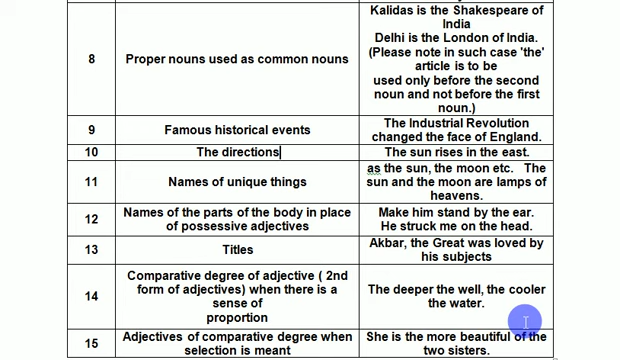 Kalidas is the Shakespeare of
India
Delhi is the London of India.
8 Proper nouns used as common nouns (Please note in such case 'the'
article is to be
used only before the second
noun and not before the first
noun.)
9 Famous historical events The Industrial Revolution
changed the face of England.
10 The directions The sun rises in the east.
11 Names of unique things as the sun, the moon etc. The
sun and the moon are lamps of
heavens.
12 Names of the parts of the body in place Make him stand by the ear.
of possessive adjectives He struck me on the head.
13 Titles Akbar, the Great was loved by
his subjects
14 Comparative degree of adjective ( 2nd
form of adjectives) when there is a
sense of
proportion
The deeper the well, the cooler
the water.
15 Adjectives of comparative degree when She is the more beautiful of the
selection is meant two sisters.